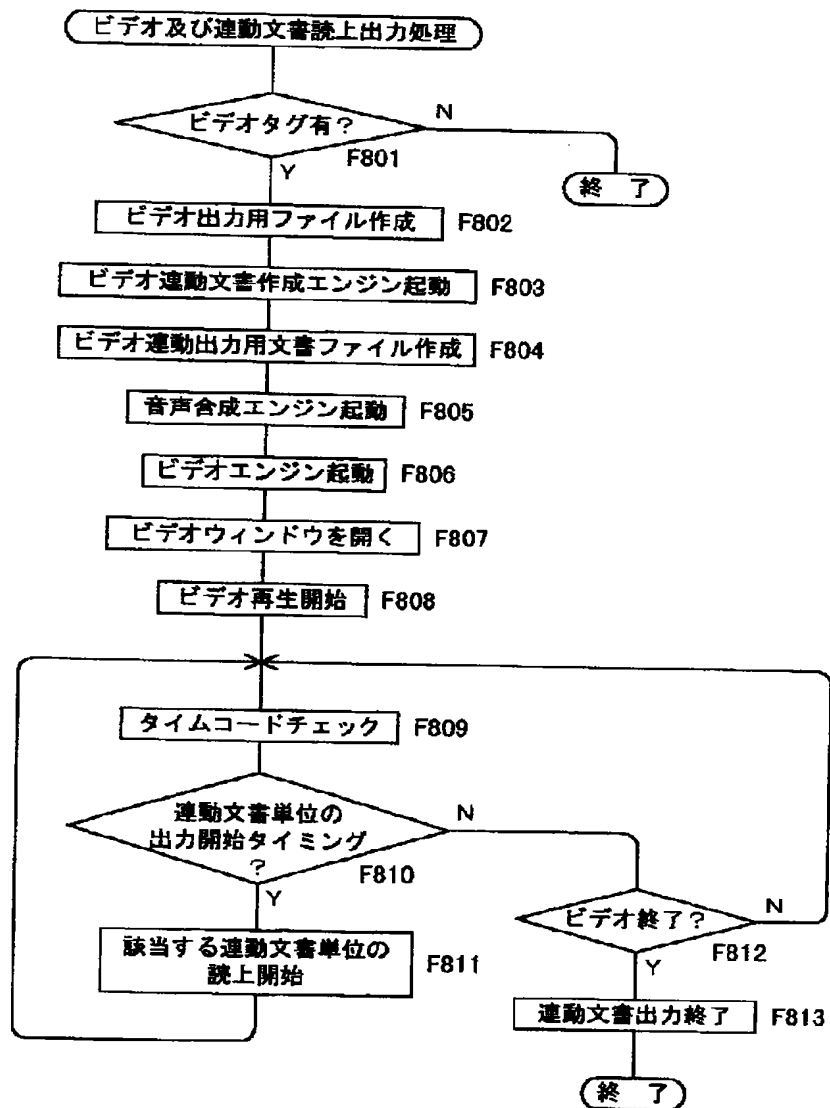 ビデオ及び連動文書読上出力処理
ビデオタグ有？
N
F801
Y
終 了
ビデオ出力用ファイル作成 F802
ビデオ連動文書作成エンジン起動 F803
ビデオ連動出力用文書ファイル作成 F804
音声合成エンジン起動 F805
ビデオエンジン起動 F806
ビデオウィンドウを開く F807
ビデオ再生開始 F808
タイムコードチェック F809
連動文書単位の
出力開始タイミング
？
N
F810
Y
該当する連動文書単位の
読上開始
F811
ビデオ終了？
N
F812
Y
連動文書出力終了 F813
終 了